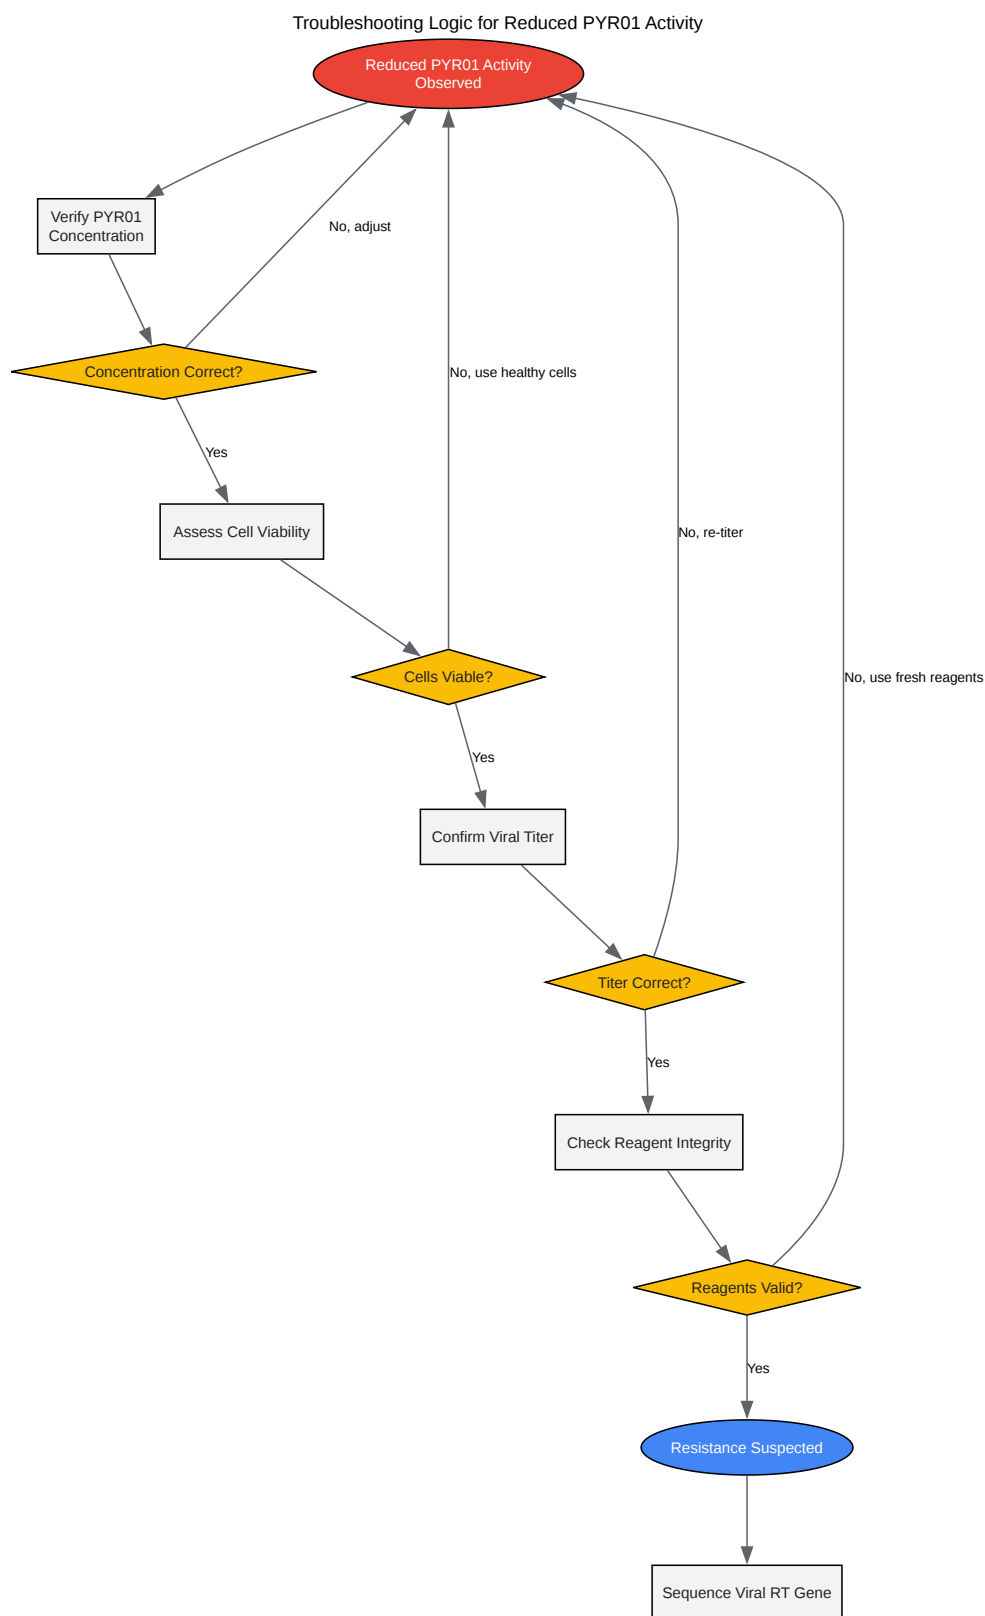 Troubleshooting Logic for Reduced PYR01 Activity
Reduced PYR01 Activity
Observed
Verify PYR01
Concentration
No, adjust
Concentration Correct?
No, use healthy cells
Yes
Assess Cell Viability
No, re-titer
Cells Viable?
No, use fresh reagents
Yes
Confirm Viral Titer
Titer Correct?
Yes
Check Reagent Integrity
Reagents Valid?
Yes
Resistance Suspected
Sequence Viral RT Gene